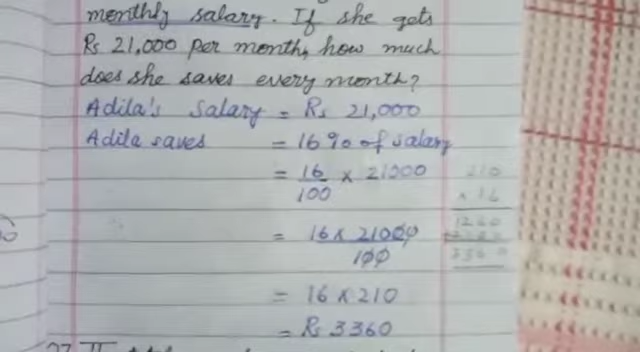 monthly salary. If she gets
Rs 21,000 per month, how much
does she saves every month?
Adila's salary = Rs 21,000
Adila saves = 16% of salary
= 16/100 x 21000
210
x 16
1260
3360
= 16 x 21000/100
= 16 x 210
= Rs 3360